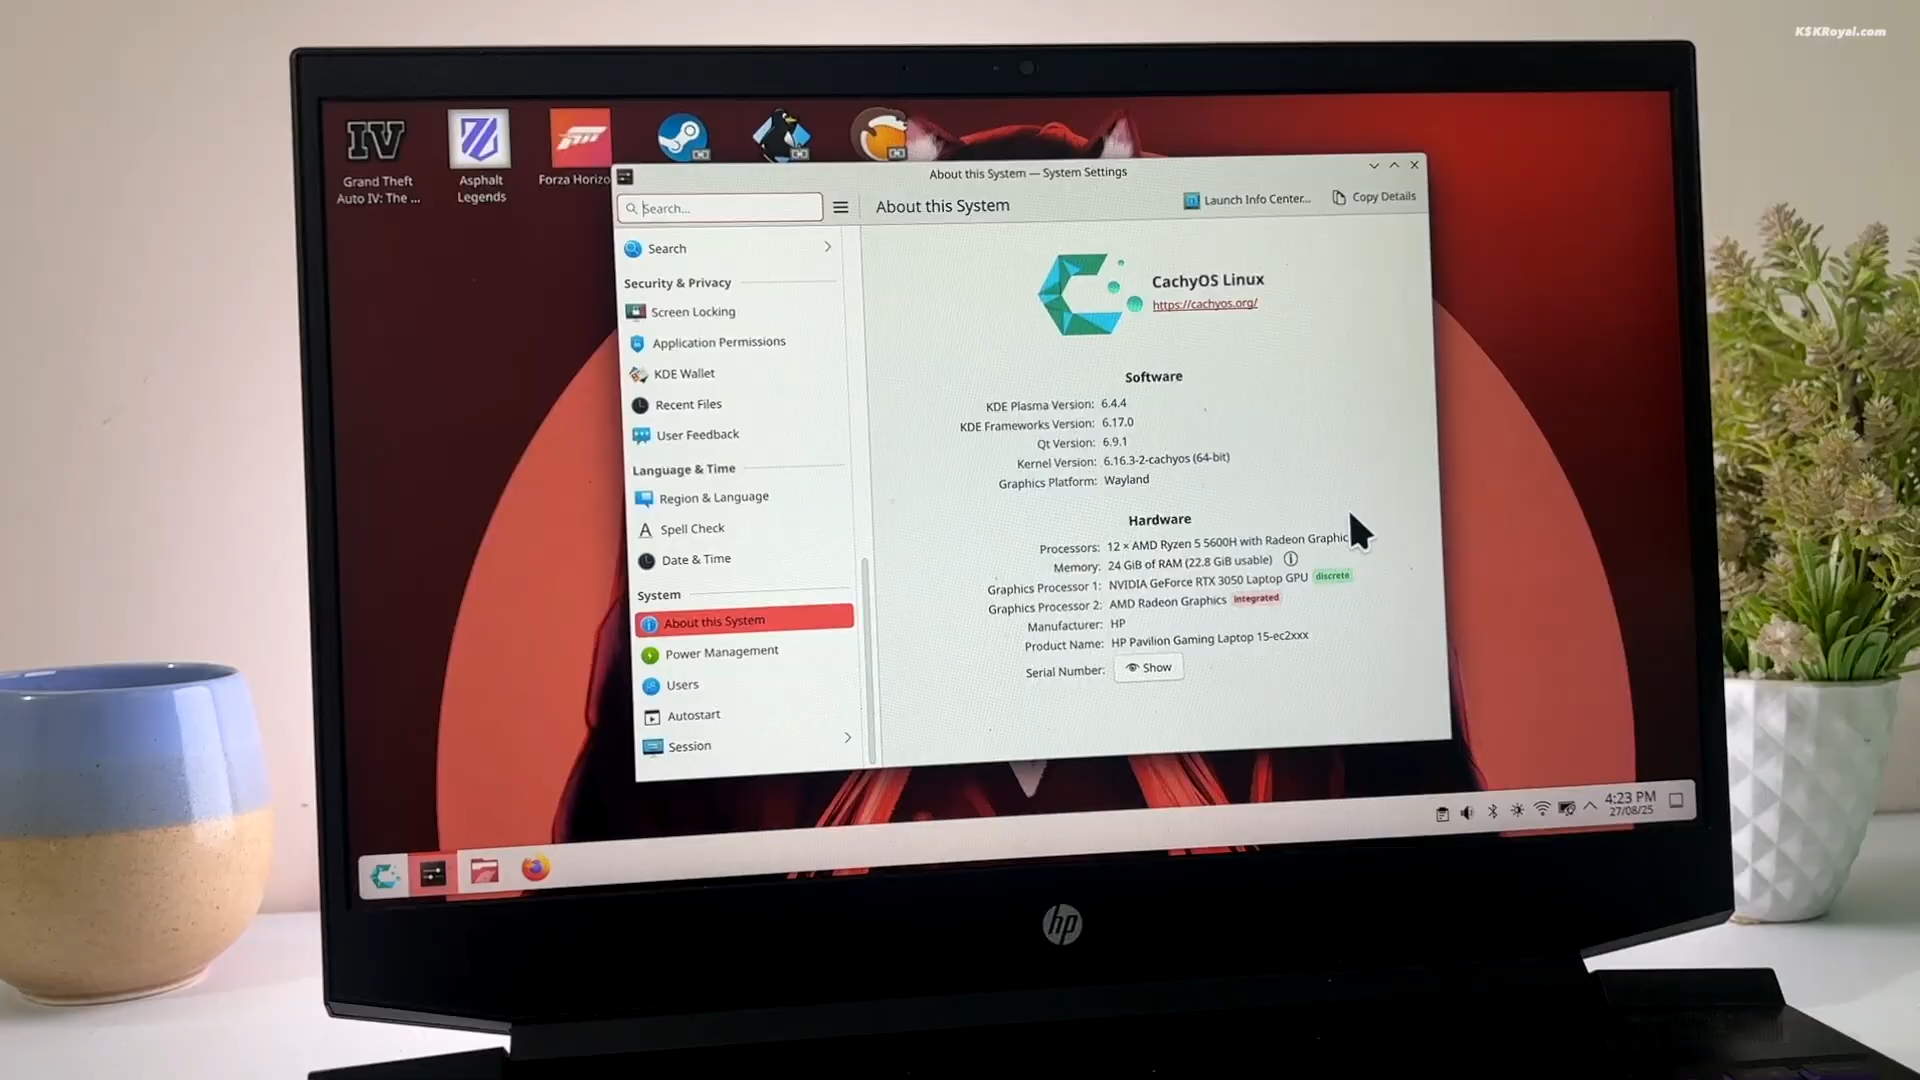 K$KRoyal.com
IV
Grand Theft
Auto IV: The ...
Asphalt
Legends
Forza Horizo
About this System — System Settings
Search...
About this System
Launch Info Center...
Copy Details
Search
Security & Privacy
Screen Locking
Application Permissions
KDE Wallet
Recent Files
User Feedback
Language & Time
Region & Language
Spell Check
Date & Time
System
About this System
Power Management
Users
Autostart
Session
CachyOS Linux
https://cachyos.org/
Software
KDE Plasma Version: 6.4.4
KDE Frameworks Version: 6.17.0
Qt Version: 6.9.1
Kernel Version: 6.16.3-2-cachyos (64-bit)
Graphics Platform: Wayland
Hardware
Processors: 12 × AMD Ryzen 5 5600H with Radeon Graphic
Memory: 24 GiB of RAM (22.8 GiB usable)
Graphics Processor 1: NVIDIA GeForce RTX 3050 Laptop GPU discrete
Graphics Processor 2: AMD Radeon Graphics integrated
Manufacturer: HP
Product Name: HP Pavilion Gaming Laptop 15-ec2xxx
Serial Number: Show
4:23 PM
27/08/25
hp